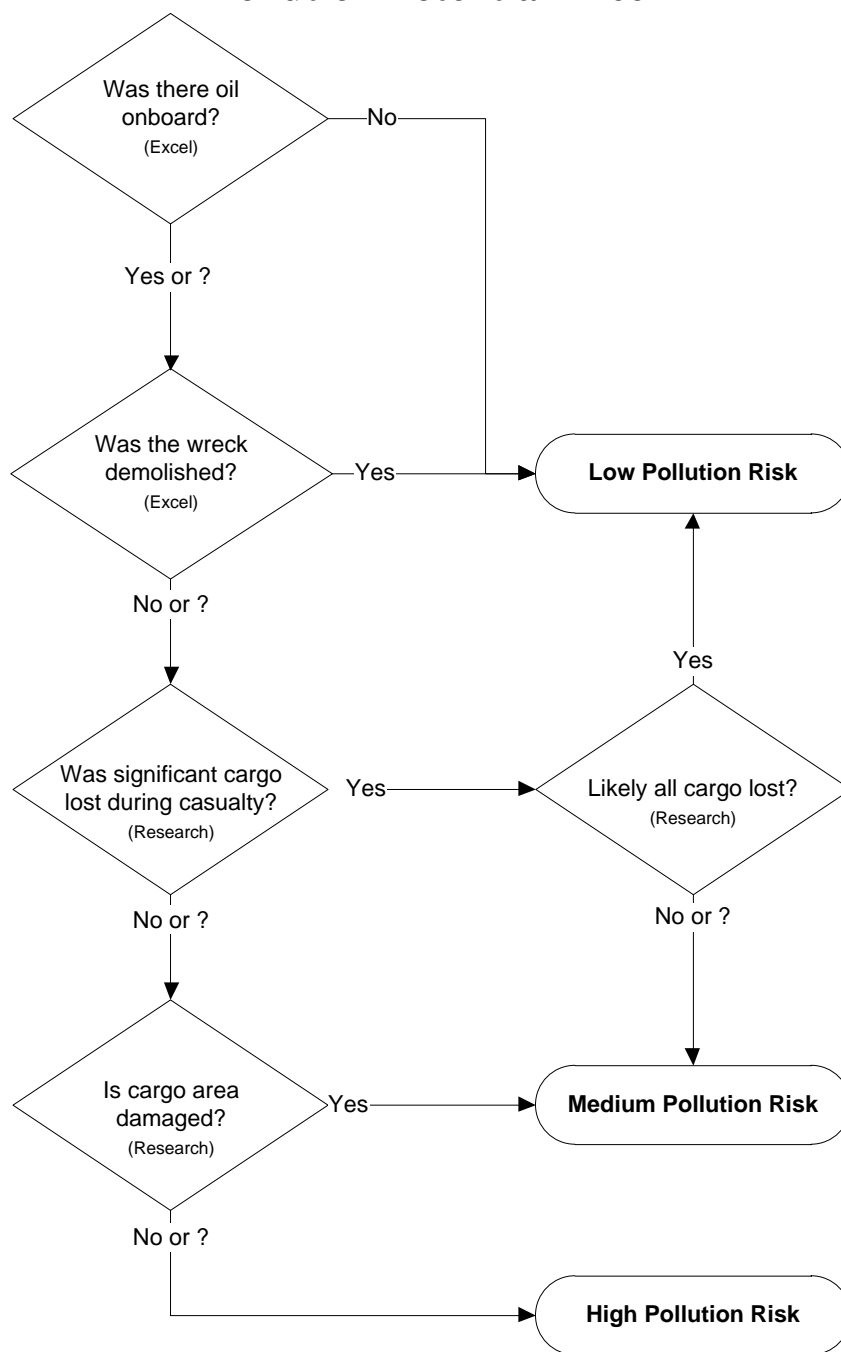 Was there oil
onboard?
(Excel)
No
Yes or ?
Was the wreck
demolished?
(Excel)
Yes
Low Pollution Risk
No or ?
Yes
Was significant cargo
lost during casualty?
(Research)
Yes
Likely all cargo lost?
(Research)
No or ?
No or ?
Is cargo area
damaged?
(Research)
Yes
Medium Pollution Risk
No or ?
High Pollution Risk